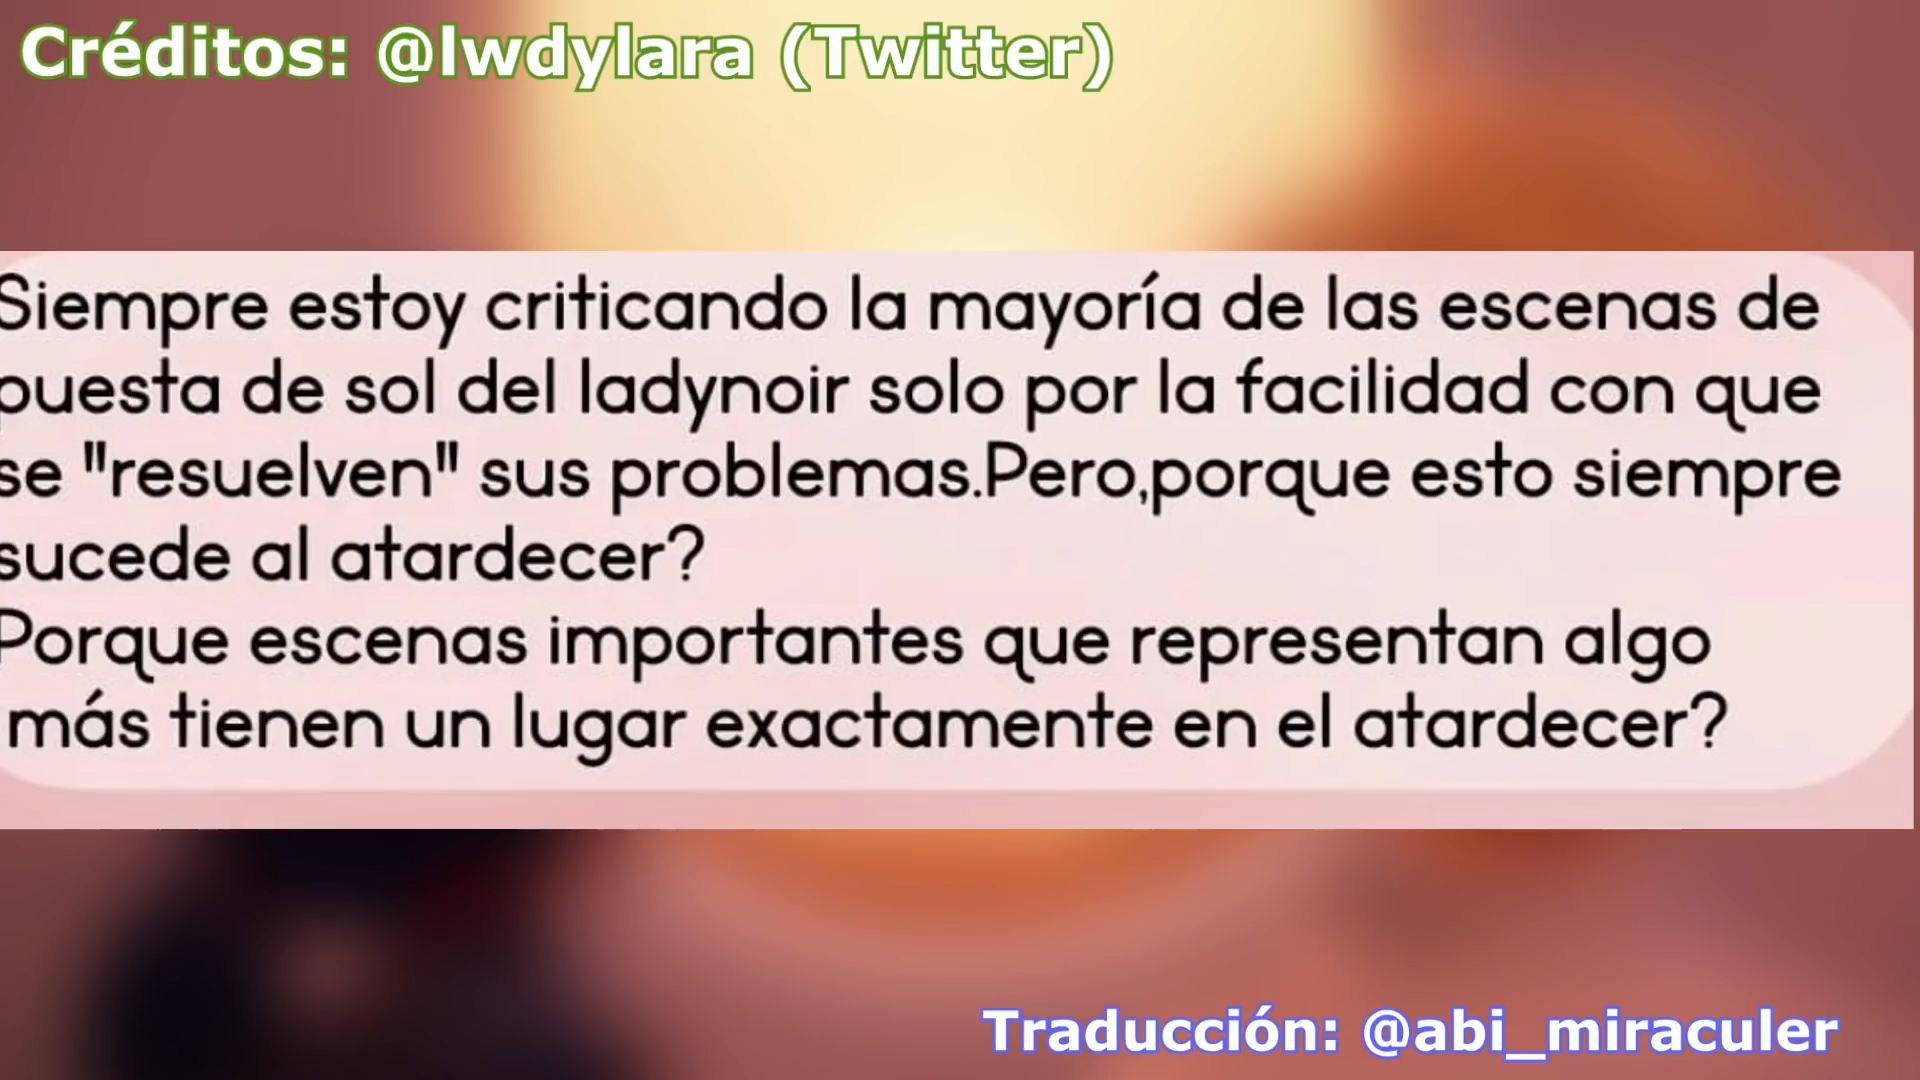 Créditos: @lwdylara (Twitter)
Siempre estoy criticando la mayoría de las escenas de
puesta de sol del ladynoir solo por la facilidad con que
se "resuelven" sus problemas.Pero,porque esto siempre
sucede al atardecer?
Porque escenas importantes que representan algo
más tienen un lugar exactamente en el atardecer?
Traducción: @abi_miraculer